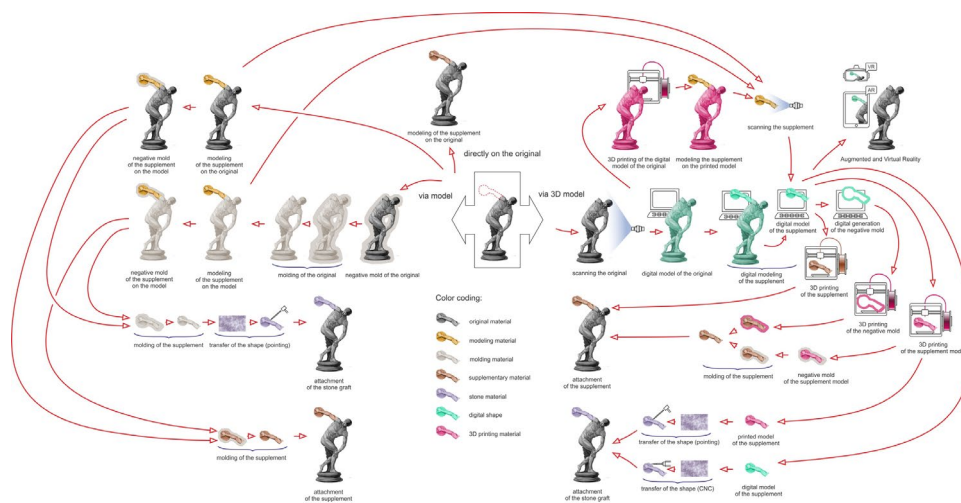 VR
AR
modeling of the supplement
on the original
negative mold
of the supplement
on the model
modeling
of the supplement
on the original
directly on the original
3D printing of the digital
model of the original
modeling the supplement
on the printed model
scanning the supplement
Augmented and Virtual Reality
via model
via 3D model
negative mold
of the supplement
on the model
modeling
of the supplement
on the model
molding of the original
negative mold of the original
scanning the original
digital model of the original
digital modeling
of the supplement
digital model
of the supplement
digital generation
of the negative mold
3D printing
of the supplement
3D printing
of the negative mold
3D printing
of the supplement mod
molding of the supplement
transfer of the shape (pointing)
attachment
of the stone graft
Color coding:
original material
modeling material
molding material
supplementary material
stone material
digital shape
3D printing material
attachment
of the supplement
molding of the supplement
negative mold
of the supplement model
molding of the supplement
attachment
of the supplement
attachment
of the stone graft
transfer of the shape (pointing)
printed model
of the supplement
transfer of the shape (CNC)
digital model
of the supplement